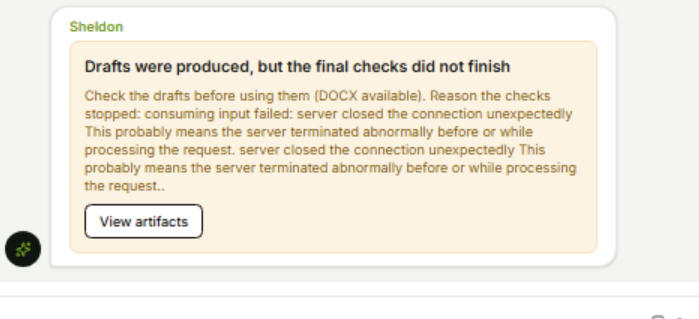 Sheldon
Drafts were produced, but the final checks did not finish
Check the drafts before using them (DOCX available). Reason the checks
stopped: consuming input failed: server closed the connection unexpectedly
This probably means the server terminated abnormally before or while
processing the request. server closed the connection unexpectedly This
probably means the server terminated abnormally before or while processing
the request..
View artifacts